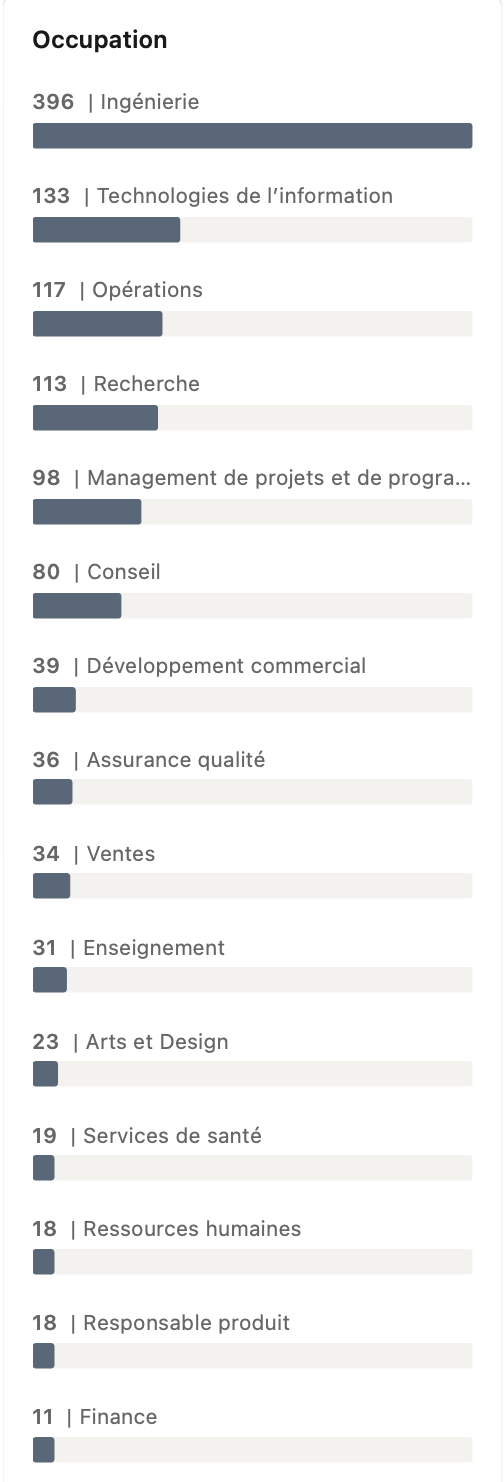 Occupation
396 | Ingénierie
133 | Technologies de l’information
117 | Opérations
113 | Recherche
98 | Management de projets et de progra...
80 | Conseil
39 | Développement commercial
36 | Assurance qualité
34 | Ventes
31 | Enseignement
23 | Arts et Design
19 | Services de santé
18 | Ressources humaines
18 | Responsable produit
11 | Finance